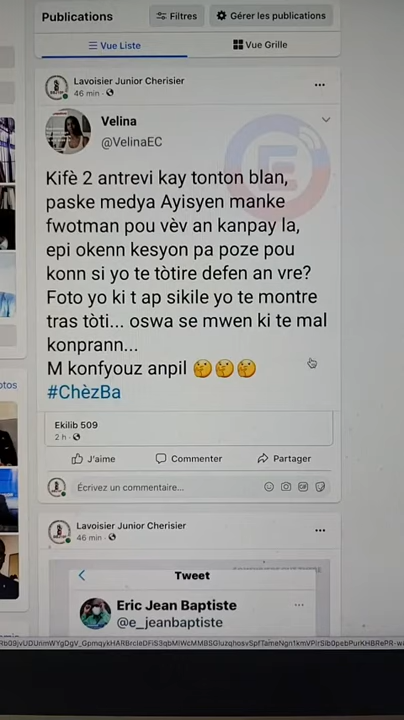 Publications
Filtres
Gérer les publications
Vue Liste
Vue Grille
Lavoisier Junior Cherisier
46 min
Velina
@VelinaEC
Kifè 2 antrevi kay tonton blan,
paske medya Ayisyen manke
fwotman pou vèv an kanpay la,
epi okenn kesyon pa poze pou
konn si yo te tòtire defen an vre?
Foto yo ki t ap sikile yo te montre
tras tòti... oswa se mwen ki te mal
konprann...
M konfyouz anpil 🤔🤔🤔
#ChèzBa
Ekilib 509
2 h
J'aime
Commenter
Partager
Écrivez un commentaire...
GIF
Lavoisier Junior Cherisier
46 min
Tweet
Eric Jean Baptiste
@e_jeanbaptiste